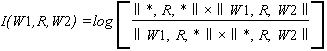 I(W1,R,W2) =log[ (‖ *, R, * ‖ × ‖ W1, R, W2 ‖) / (‖ W1, R, * ‖ × ‖ *, R, W2 ‖) ]